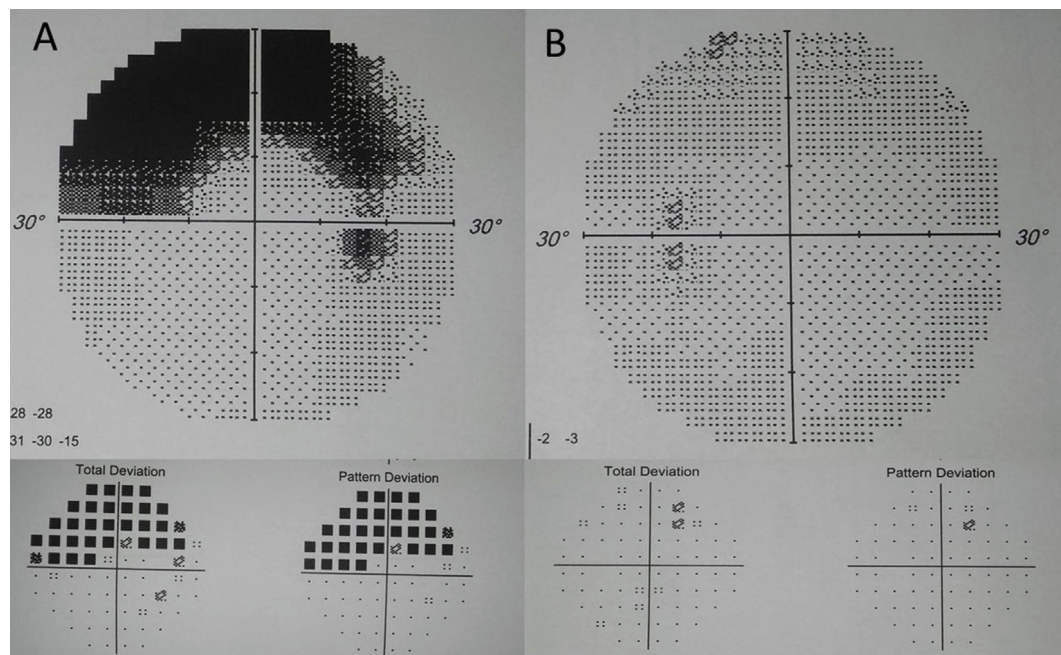 A
B
30°
30°
30°
30°
28 -28
31 -30 -15
-2 -3
Total Deviation
Pattern Deviation
Total Deviation
Pattern Deviation